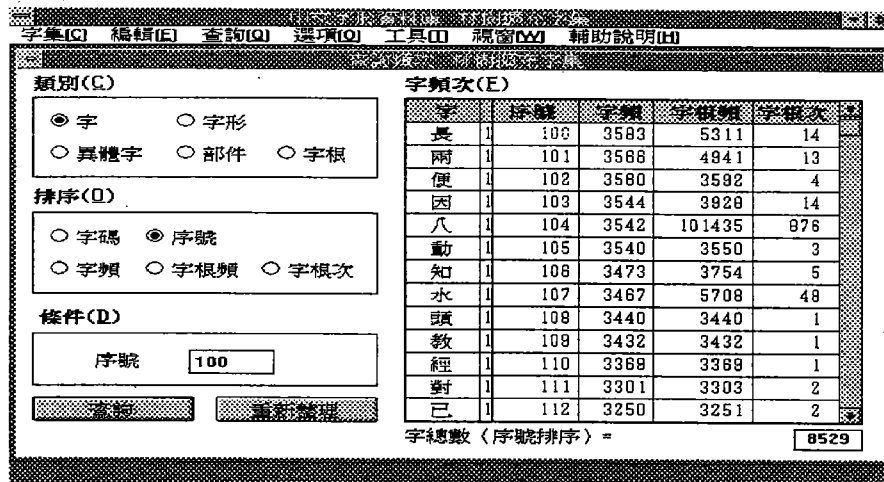 字集[C] 編輯[E] 查詢[Q] 選項[O] 工具[T] 視窗[W] 輔助說明[H]
類別(C)
字 字形
異體字 部件 字根
排序(O)
字碼 序號
字頻 字根頻 字根次
條件(D)
序號 100
查詢 重新整理
字頻次(F)
字 序號 字頻 字根頻 字根次
長 1 100 3583 5311 14
兩 1 101 3566 4941 13
便 1 102 3560 3592 4
因 1 103 3544 3928 14
八 1 104 3542 101435 876
動 1 105 3540 3550 3
知 1 106 3473 3754 5
水 1 107 3467 5708 48
頭 1 108 3440 3440 1
教 1 109 3432 3432 1
經 1 110 3369 3369 1
對 1 111 3301 3303 2
已 1 112 3250 3251 2
字總數〈序號排序〉= 8529